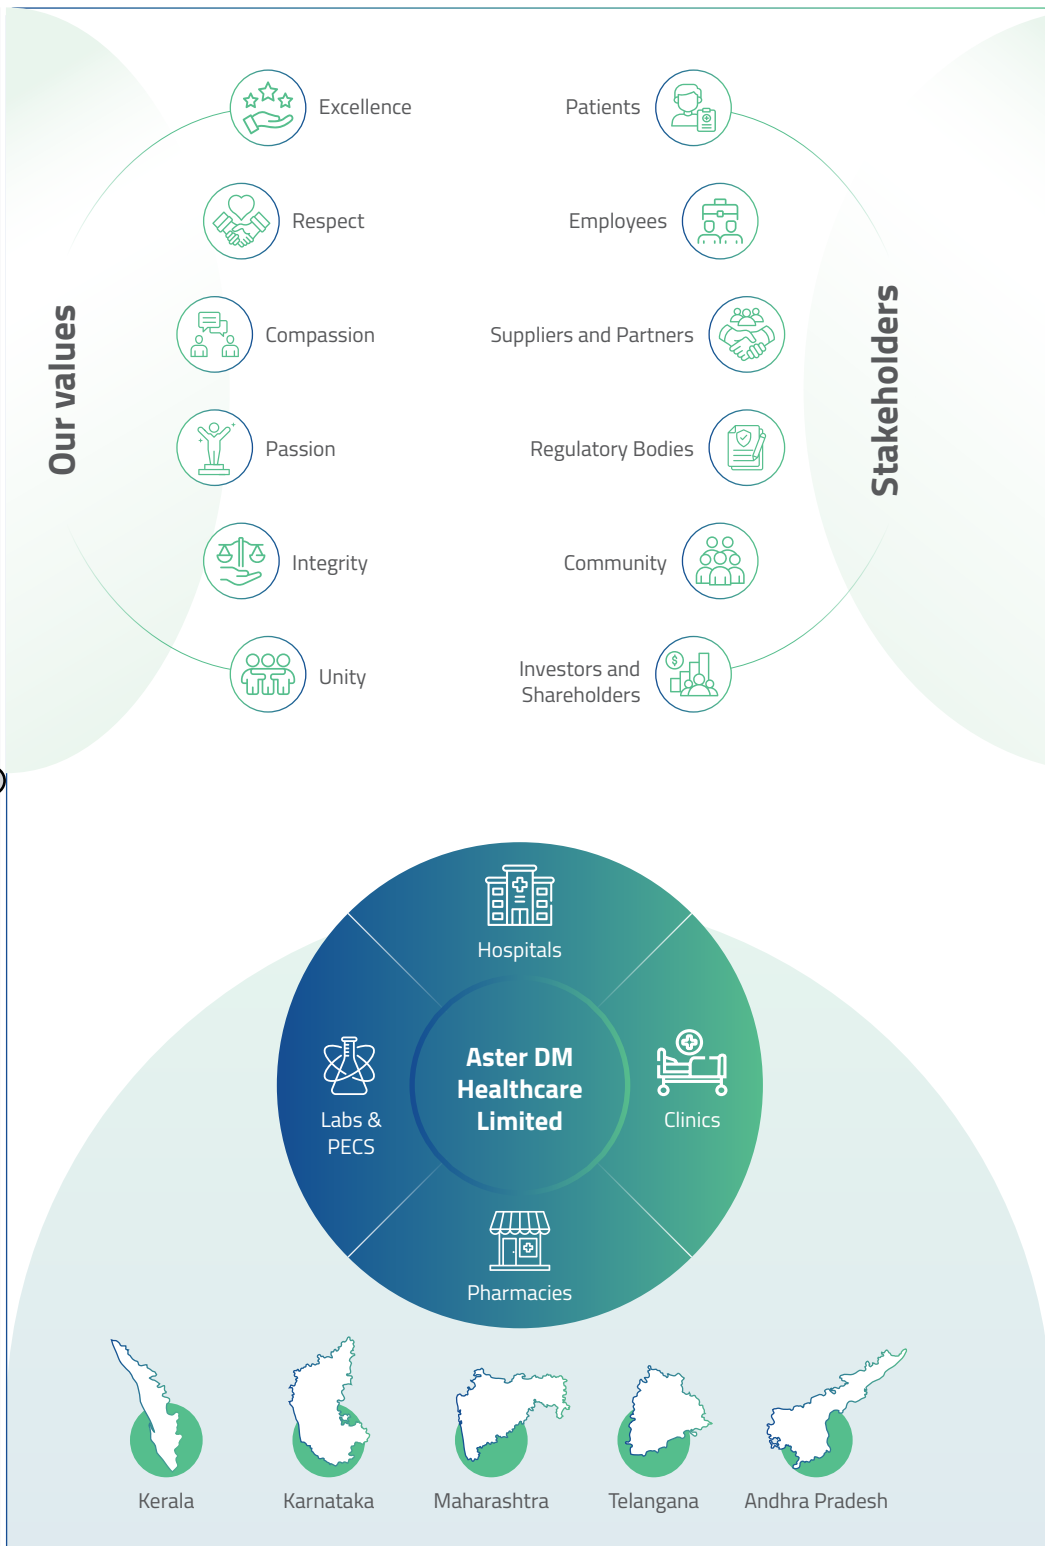 Our values
Excellence
Respect
Compassion
Passion
Integrity
Unity
Stakeholders
Patients
Employees
Suppliers and Partners
Regulatory Bodies
Community
Investors and
Shareholders
Hospitals
Labs &
PECS
Aster DM
Healthcare
Limited
Clinics
Pharmacies
Kerala
Karnataka
Maharashtra
Telangana
Andhra Pradesh